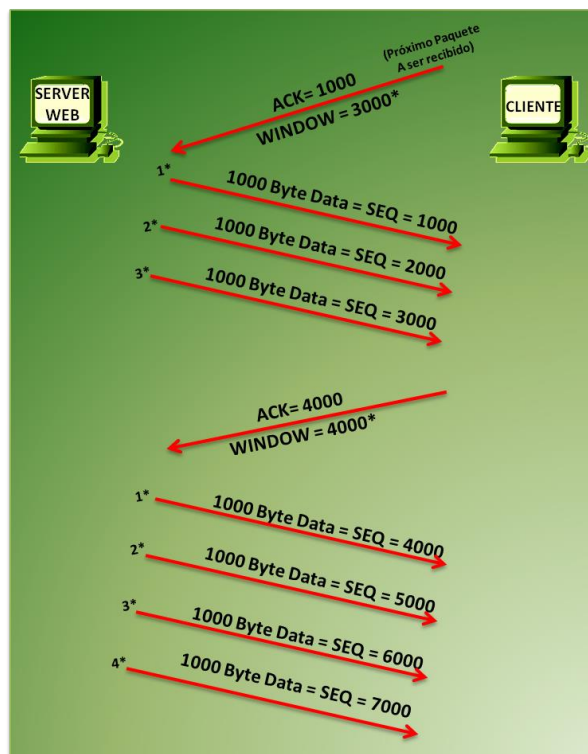 (Próximo Paquete
A ser recibido)
SERVER
WEB
CLIENTE
ACK= 1000
WINDOW = 3000*
1*
1000 Byte Data = SEQ = 1000
2*
1000 Byte Data = SEQ = 2000
3*
1000 Byte Data = SEQ = 3000
ACK= 4000
WINDOW = 4000*
1*
1000 Byte Data = SEQ = 4000
2*
1000 Byte Data = SEQ = 5000
3*
1000 Byte Data = SEQ = 6000
4*
1000 Byte Data = SEQ = 7000